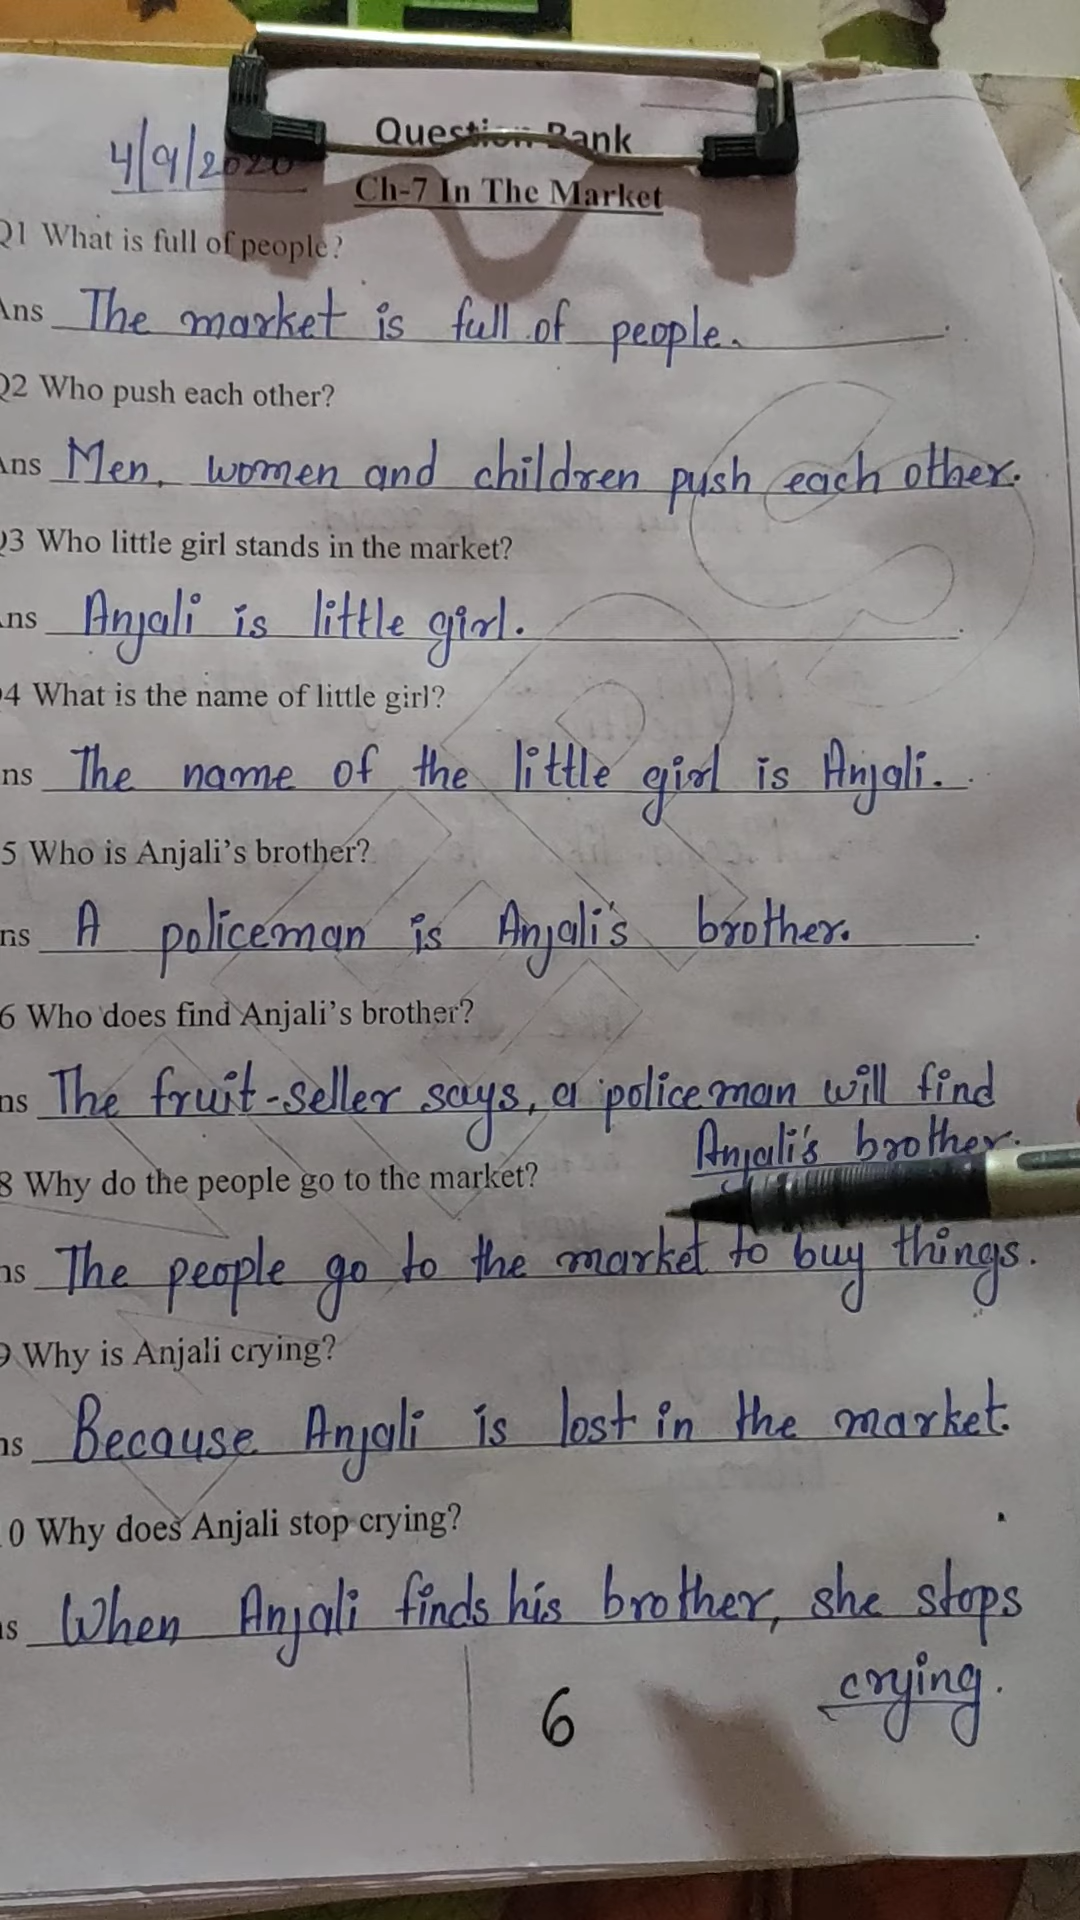 4/9/2020
Question Bank
Ch-7 In The Market
Q1 What is full of people?
Ans The market is full of people.
Q2 Who push each other?
Ans Men, women and children push each other.
3 Who little girl stands in the market?
ns Anjali is little girl.
4 What is the name of little girl?
ns The name of the little girl is Anjali.
5 Who is Anjali's brother?
ns A policeman is Anjali's brother.
6 Who does find Anjali's brother?
ns The fruit-seller says, a policeman will find
Anjali's brother.
8 Why do the people go to the market?
ns The people go to the market to buy things.
9 Why is Anjali crying?
ns Because Anjali is lost in the market.
10 Why does Anjali stop crying?
s When Anjali finds his brother, she stops
crying.
6